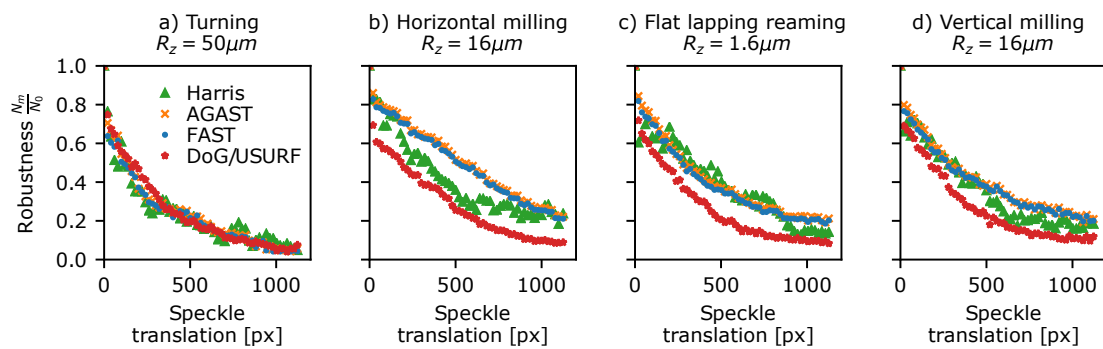 a) Turning
R_z = 50μm
b) Horizontal milling
R_z = 16μm
c) Flat lapping reaming
R_z = 1.6μm
d) Vertical milling
R_z = 16μm
Robustness N_m/N_0
1.0
0.8
0.6
0.4
0.2
0.0
Harris
AGAST
FAST
DoG/USURF
0 500 1000
0 500 1000
0 500 1000
0 500 1000
Speckle
translation [px]
Speckle
translation [px]
Speckle
translation [px]
Speckle
translation [px]